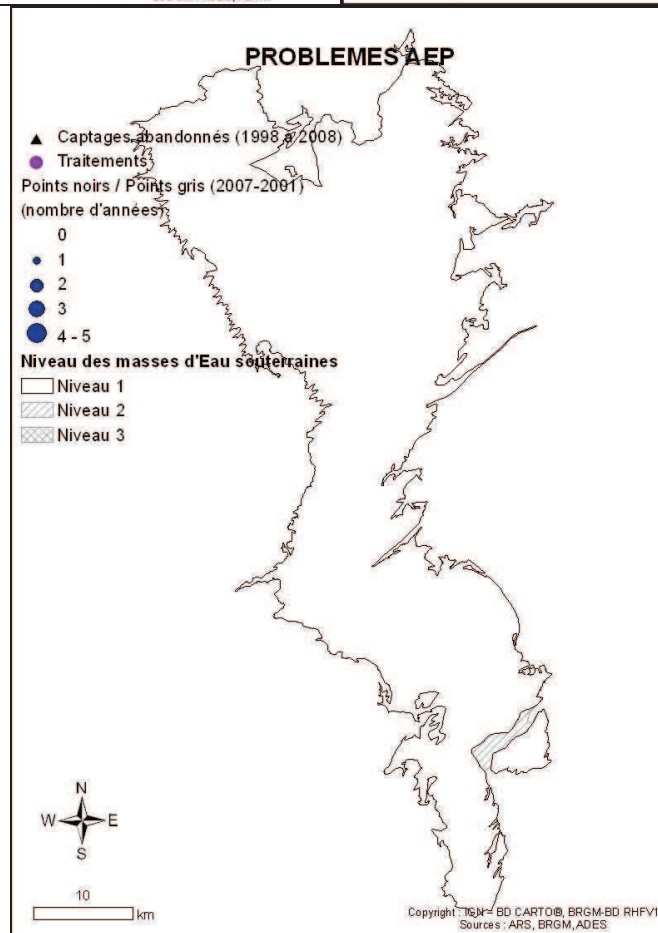 PROBLEMES AEP
Captages abandonnés (1998 à 2008)
Traitements
Points noirs / Points gris (2007-2001)
(nombre d'années)
0
1
2
3
4 - 5
Niveau des masses d'Eau souterraines
Niveau 1
Niveau 2
Niveau 3
N
W E
S
10
km
Copyright : IGN - BD CARTO®, BRGM-BD RHFV1
Sources : ARS, BRGM, ADES